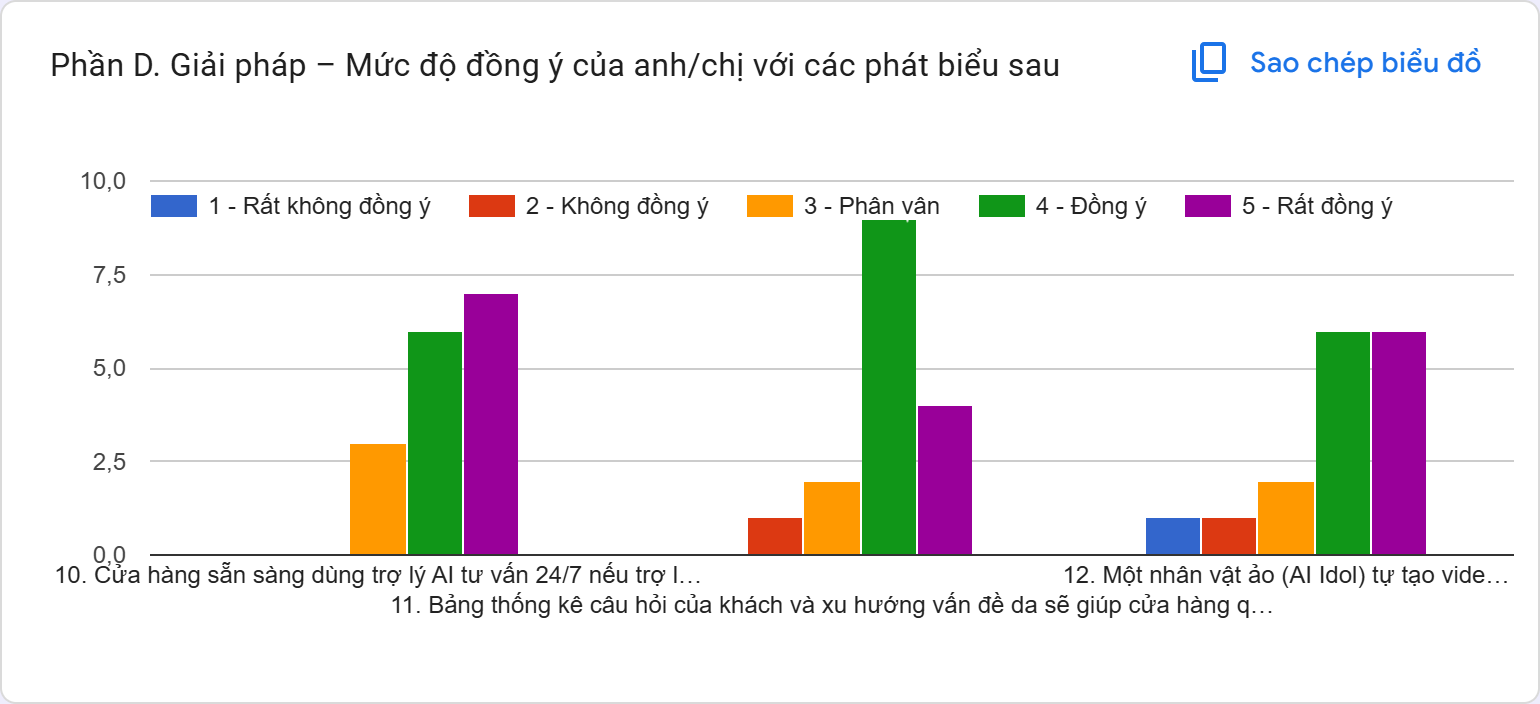 Phần D. Giải pháp – Mức độ đồng ý của anh/chị với các phát biểu sau
Sao chép biểu đồ
10,0
1 - Rất không đồng ý
2 - Không đồng ý
3 - Phân vân
4 - Đồng ý
5 - Rất đồng ý
7,5
5,0
2,5
0,0
10. Cửa hàng sẵn sàng dùng trợ lý AI tư vấn 24/7 nếu trợ l…
12. Một nhân vật ảo (AI Idol) tự tạo vide…
11. Bảng thống kê câu hỏi của khách và xu hướng vấn đề da sẽ giúp cửa hàng q…